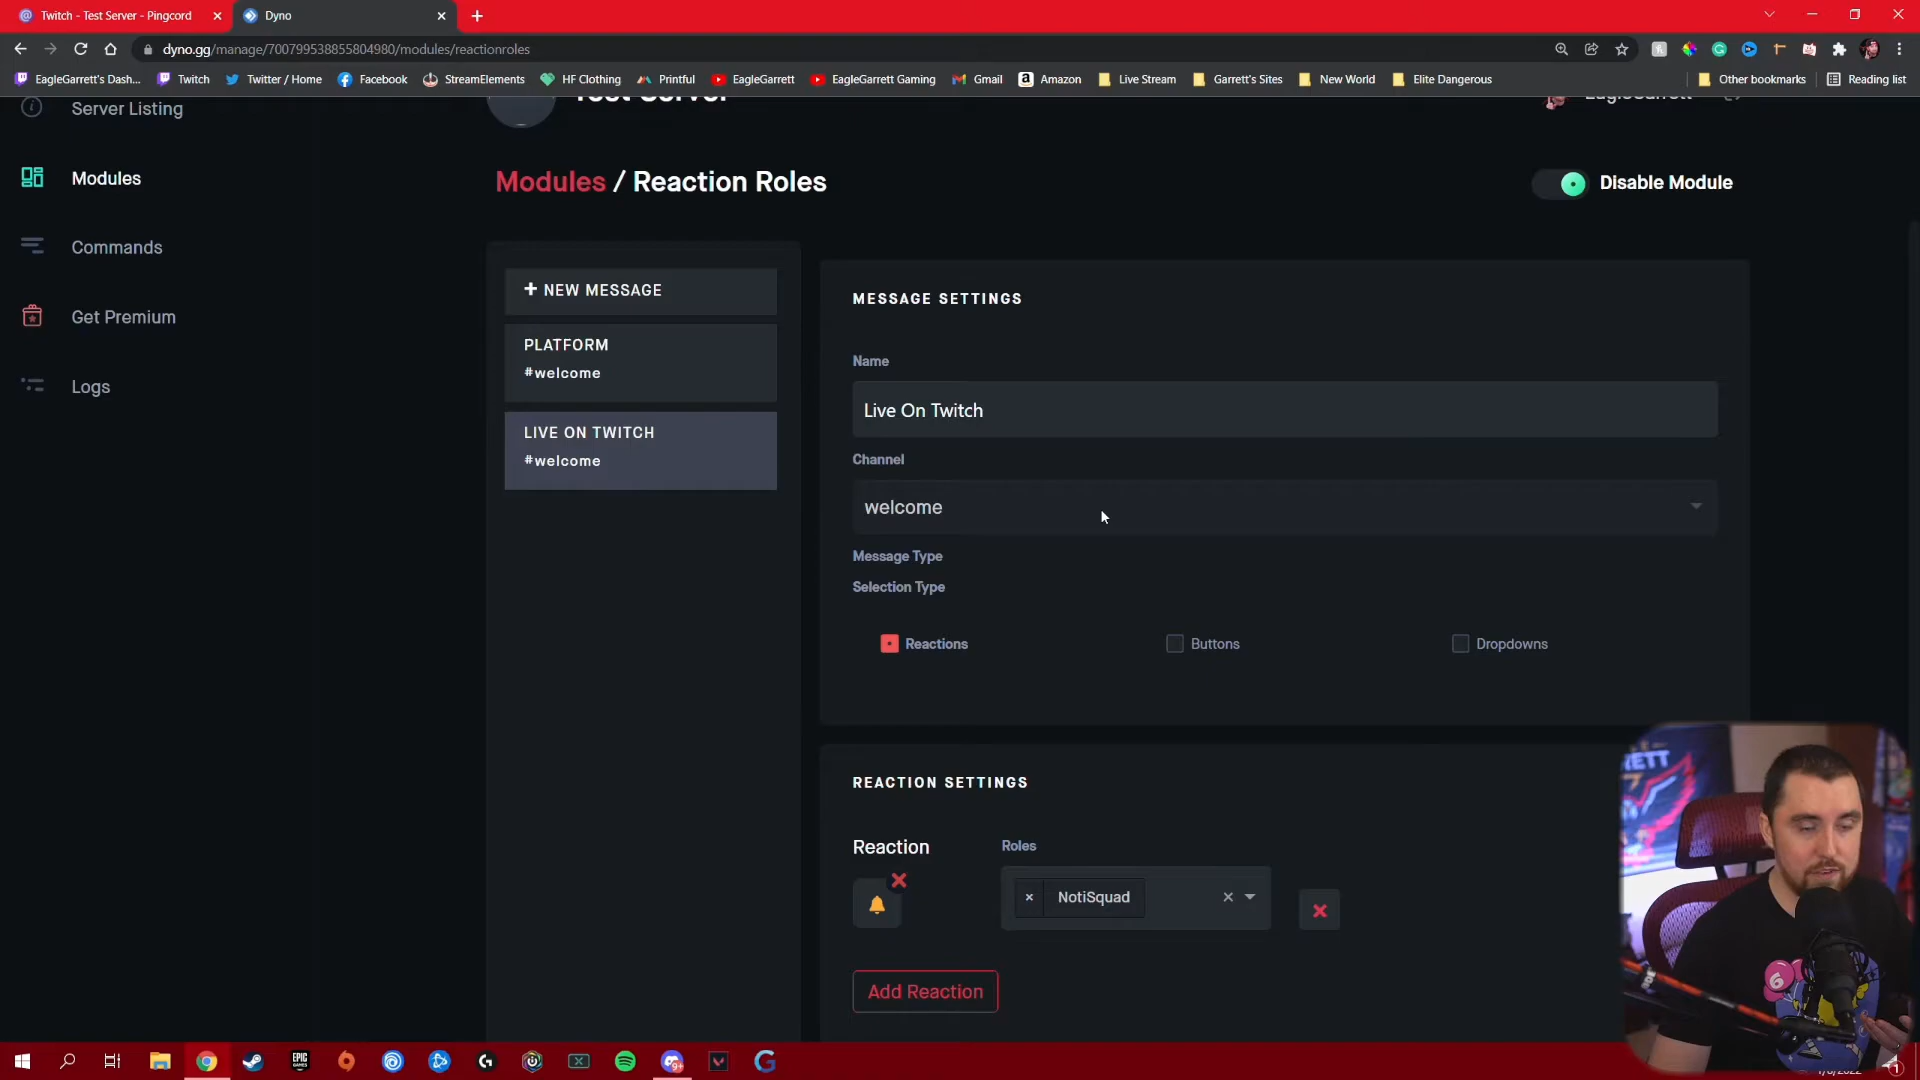 Twitch - Test Server - Pingcord
Dyno
dyno.gg/manage/700799538855804980/modules/reactionroles
EagleGarrett's Dash...
Twitch
Twitter / Home
Facebook
StreamElements
HF Clothing
Printful
EagleGarrett
EagleGarrett Gaming
Gmail
Amazon
Live Stream
Garrett's Sites
New World
Elite Dangerous
Other bookmarks
Reading list
Server Listing
Test Server
EagleGarrett
Modules
Modules / Reaction Roles
Disable Module
Commands
Get Premium
Logs
+ NEW MESSAGE
PLATFORM
#welcome
LIVE ON TWITCH
#welcome
MESSAGE SETTINGS
Name
Live On Twitch
Channel
welcome
Message Type
Selection Type
Reactions
Buttons
Dropdowns
REACTION SETTINGS
Reaction
Roles
NotiSquad
Add Reaction